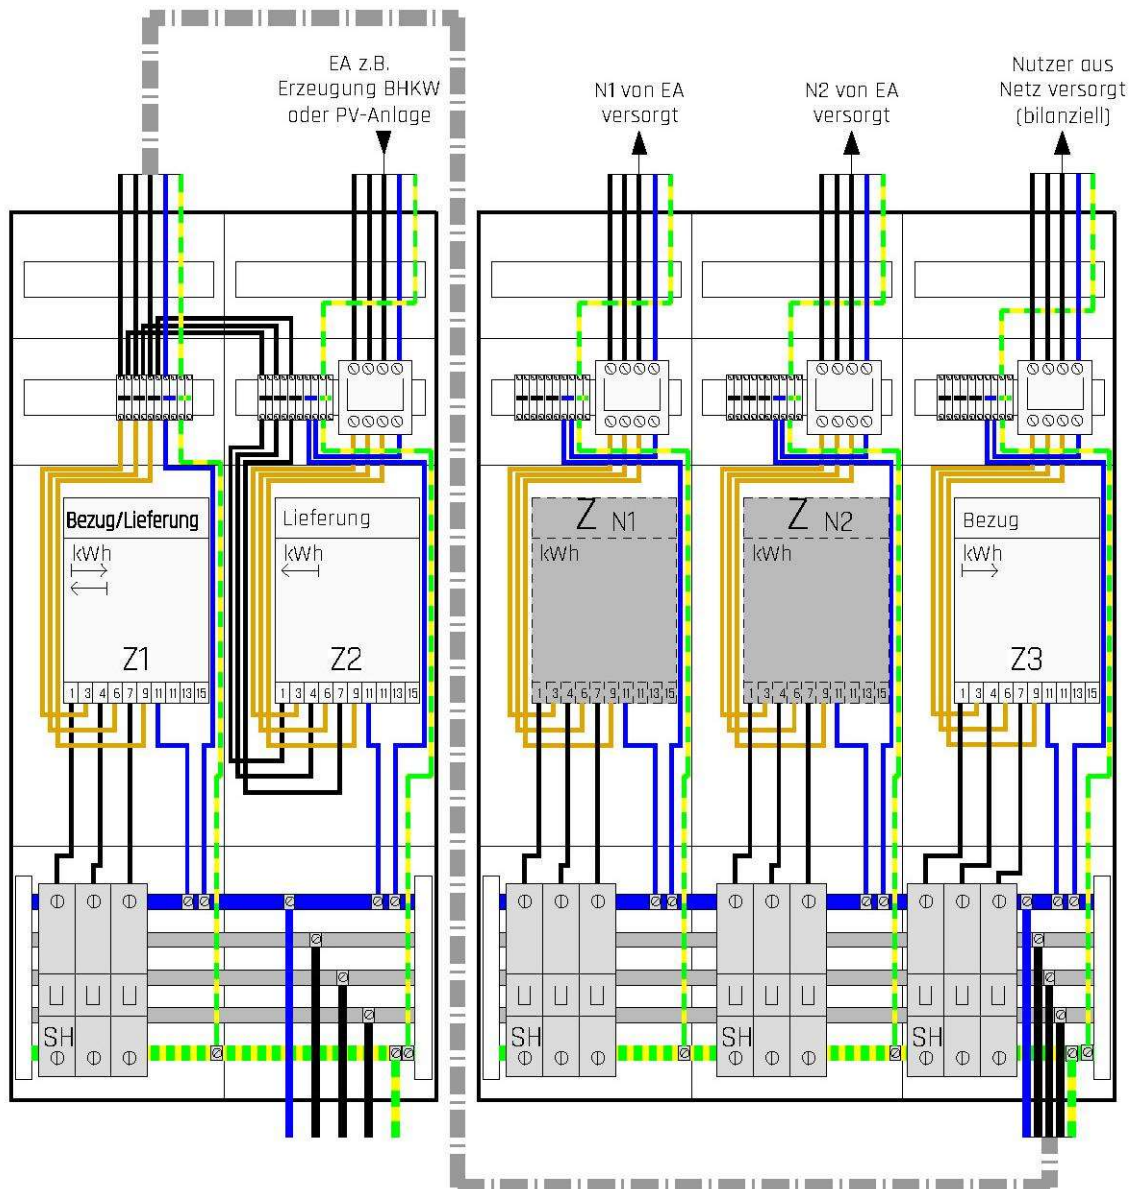 EA z.B.
Erzeugung BHKW
oder PV-Anlage
N1 von EA
versorgt
N2 von EA
versorgt
Nutzer aus
Netz versorgt
(bilanziell)
Bezug/Lieferung
kWh
Z1
1 3 4 6 7 9 11 11 13 15
Lieferung
kWh
Z2
1 3 4 6 7 9 11 11 13 15
Z N1
kWh
1 3 4 6 7 9 11 11 13 15
Z N2
kWh
1 3 4 6 7 9 11 11 13 15
Bezug
kWh
Z3
1 3 4 6 7 9 11 11 13 15
SH
SH
SH
SH